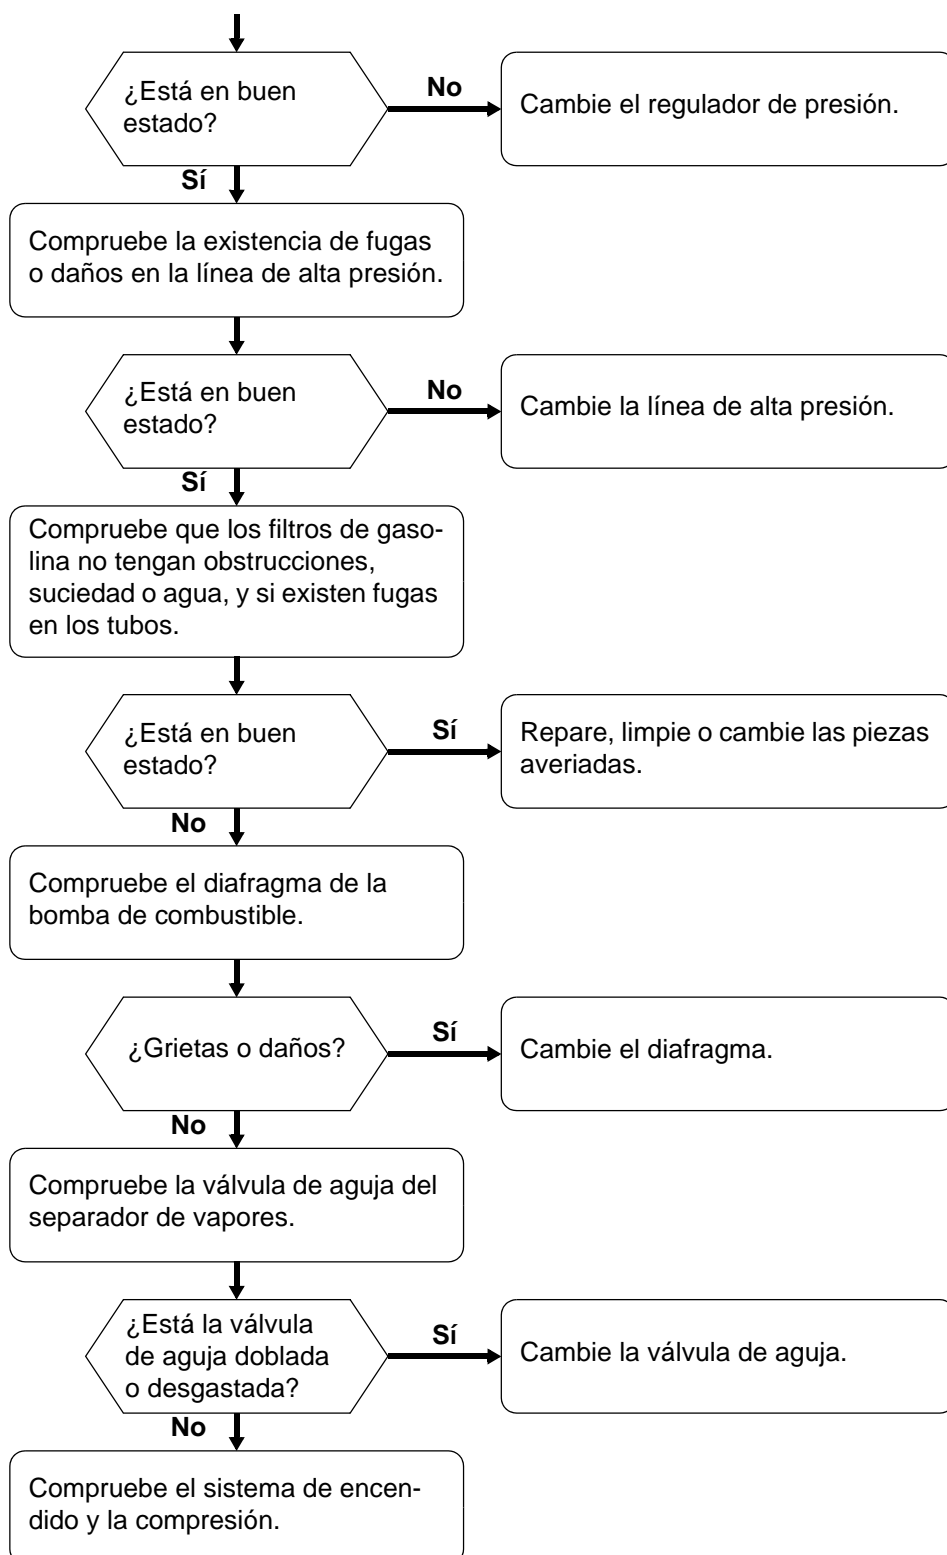 ¿Está en buen
estado?
No
Cambie el regulador de presión.
Sí
Compruebe la existencia de fugas
o daños en la línea de alta presión.
¿Está en buen
estado?
No
Cambie la línea de alta presión.
Sí
Compruebe que los filtros de gaso-
lina no tengan obstrucciones,
suciedad o agua, y si existen fugas
en los tubos.
¿Está en buen
estado?
Sí
Repare, limpie o cambie las piezas
averiadas.
No
Compruebe el diafragma de la
bomba de combustible.
¿Grietas o daños?
Sí
Cambie el diafragma.
No
Compruebe la válvula de aguja del
separador de vapores.
¿Está la válvula
de aguja doblada
o desgastada?
Sí
Cambie la válvula de aguja.
No
Compruebe el sistema de encen-
dido y la compresión.